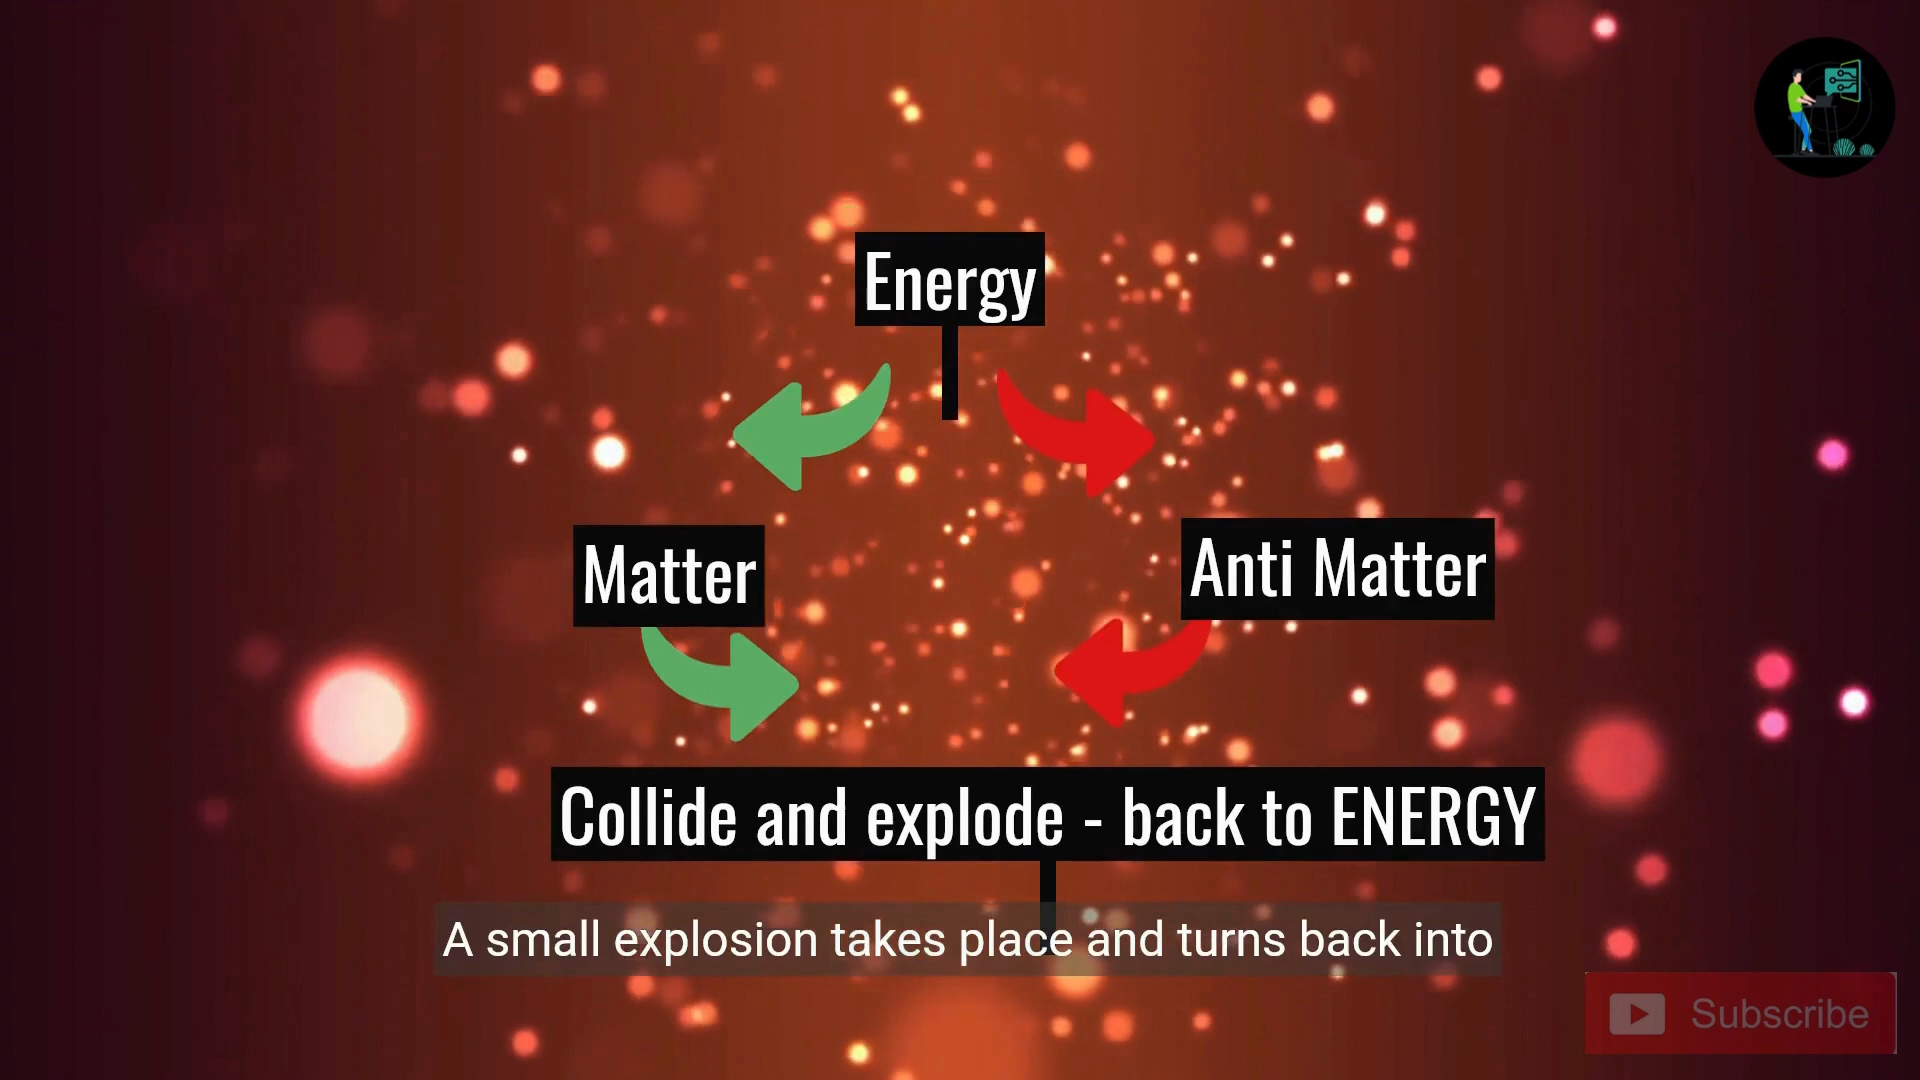 Energy
Matter
Anti Matter
Collide and explode - back to ENERGY
A small explosion takes place and turns back into
Subscribe